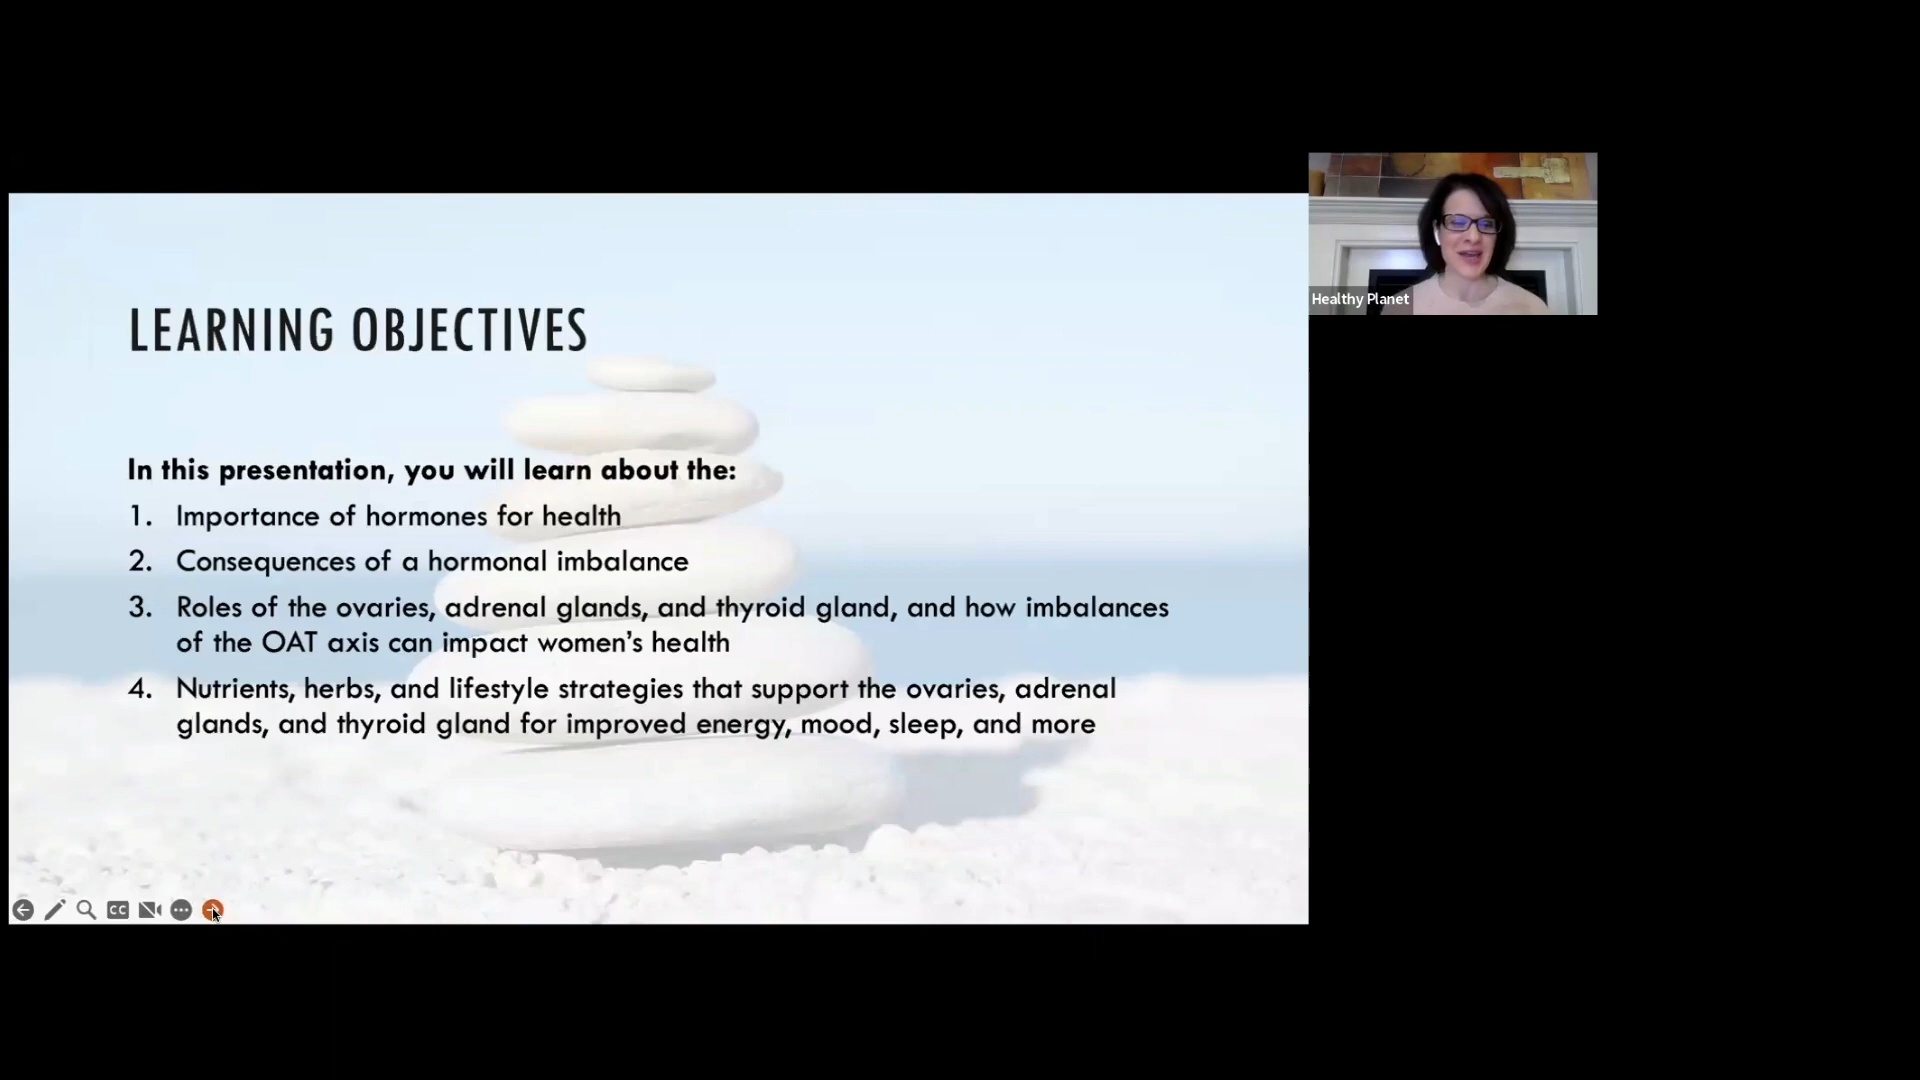 LEARNING OBJECTIVES
In this presentation, you will learn about the:
1. Importance of hormones for health
2. Consequences of a hormonal imbalance
3. Roles of the ovaries, adrenal glands, and thyroid gland, and how imbalances
of the OAT axis can impact women's health
4. Nutrients, herbs, and lifestyle strategies that support the ovaries, adrenal
glands, and thyroid gland for improved energy, mood, sleep, and more
CC
Healthy Planet